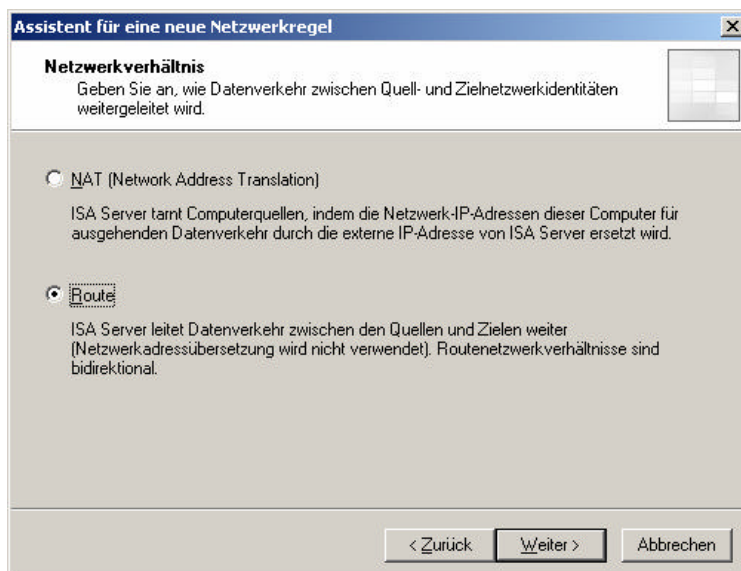 Assistent für eine neue Netzwerkregel
Netzwerkverhältnis
Geben Sie an, wie Datenverkehr zwischen Quell- und Zielnetzwerkidentitäten
weitergeleitet wird.
NAT (Network Address Translation)
ISA Server tarnt Computerquellen, indem die Netzwerk-IP-Adressen dieser Computer für
ausgehenden Datenverkehr durch die externe IP-Adresse von ISA Server ersetzt wird.
Route
ISA Server leitet Datenverkehr zwischen den Quellen und Zielen weiter
(Netzwerkadressübersetzung wird nicht verwendet). Routenetzwerkverhältnisse sind
bidirektional.
< Zurück Weiter > Abbrechen